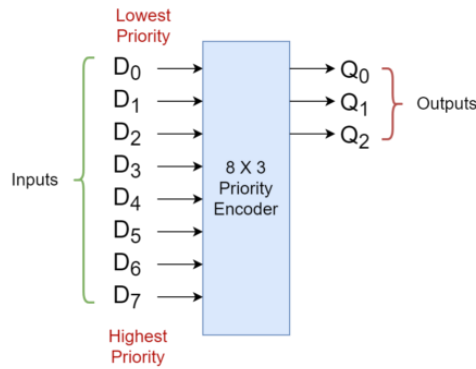 Lowest
Priority
D0
D1
D2
D3
D4
D5
D6
D7
Highest
Priority
Inputs
8 X 3
Priority
Encoder
Q0
Q1
Q2
Outputs